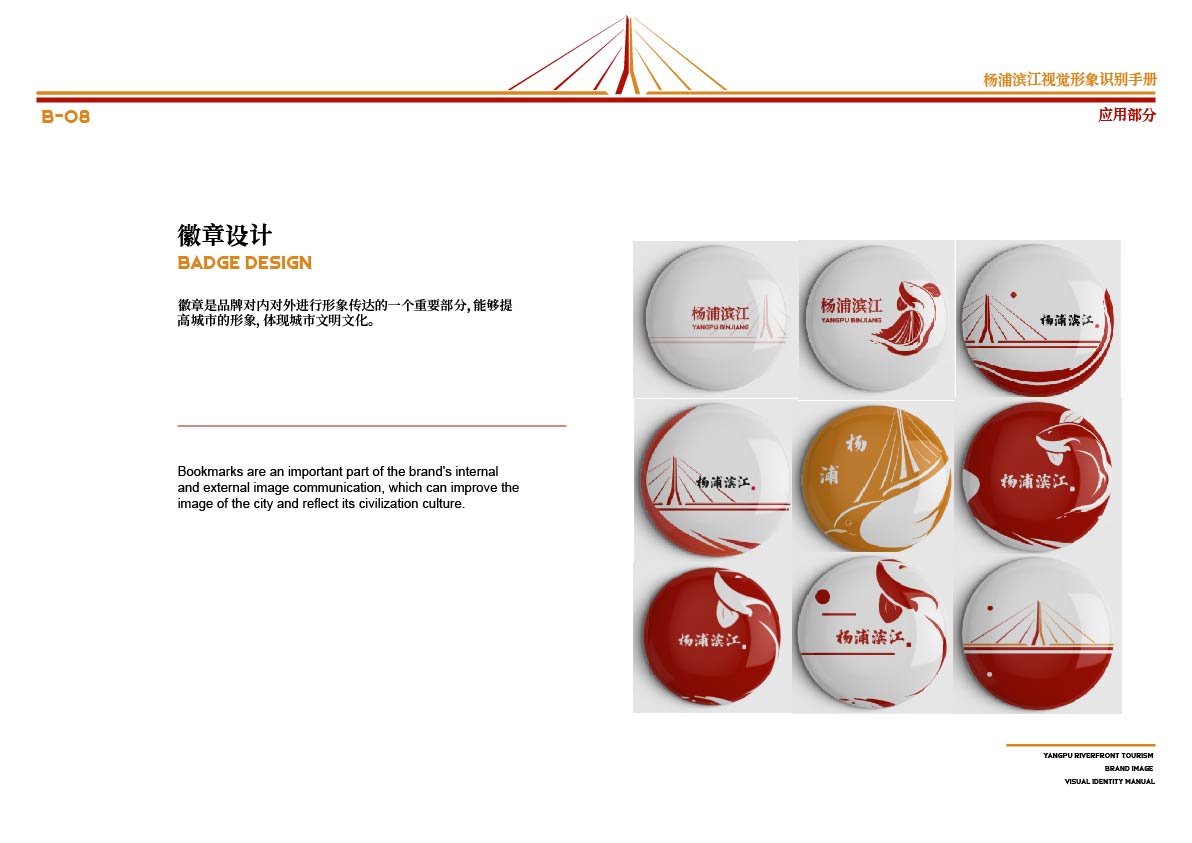 杨浦滨江视觉形象识别手册
B-08
应用部分
徽章设计
BADGE DESIGN
徽章是品牌对内对外进行形象传达的一个重要部分，能够提
高城市的形象，体现城市文明文化。
Bookmarks are an important part of the brand's internal
and external image communication, which can improve the
image of the city and reflect its civilization culture.
杨浦滨江
YANGPU BINJIANG
杨浦滨江
YANGPU BINJIANG
杨浦滨江
杨浦滨江
杨
浦
杨浦滨江
杨浦滨江
杨浦滨江
YANGPU RIVERFRONT TOURISM
BRAND IMAGE
VISUAL IDENTITY MANUAL